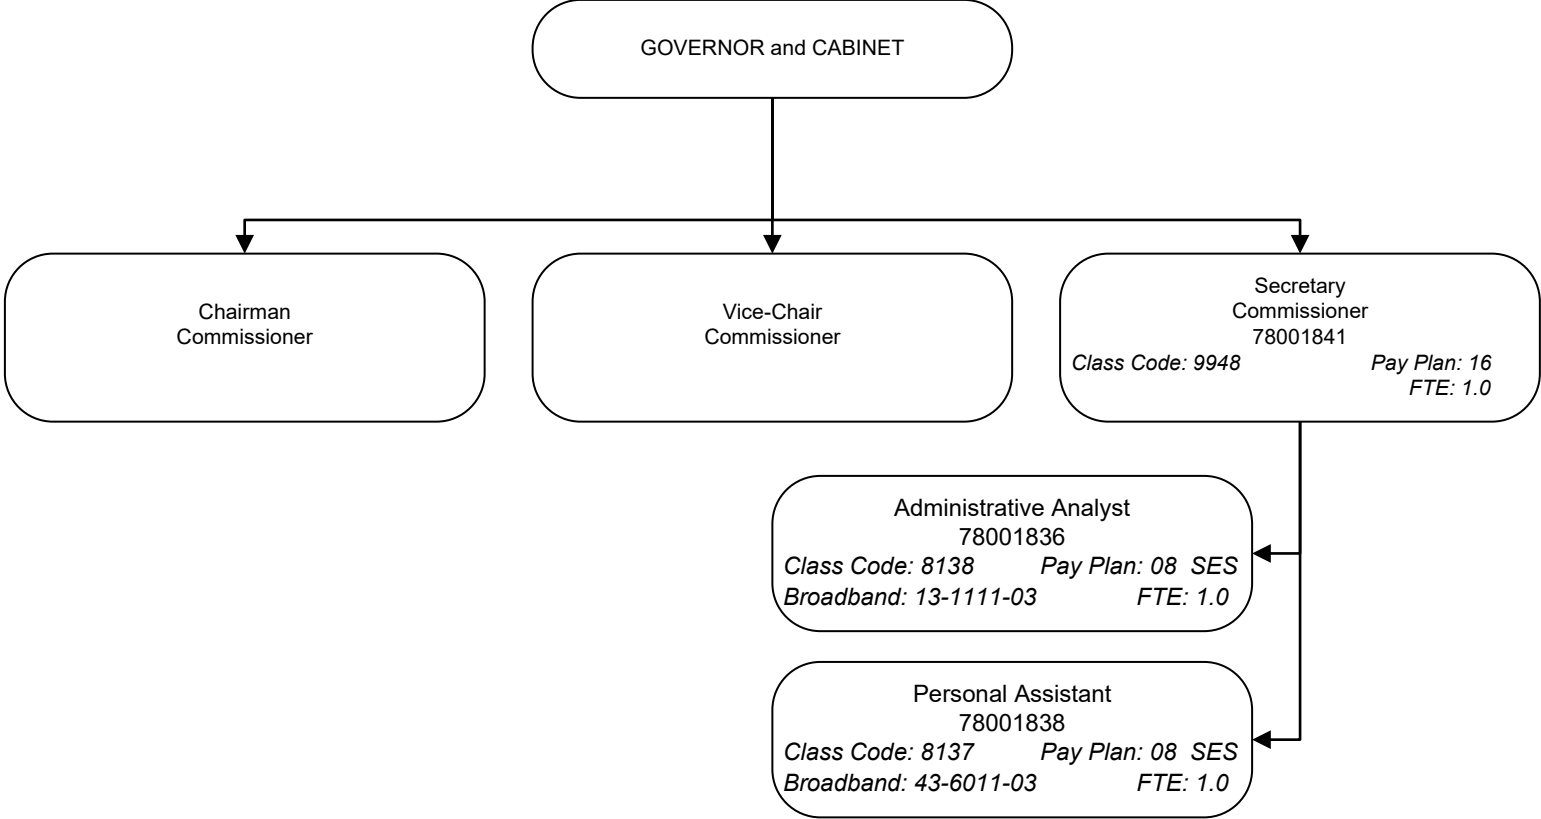 GOVERNOR and CABINET
Chairman
Commissioner
Vice-Chair
Commissioner
Secretary
Commissioner
78001841
Class Code: 9948 Pay Plan: 16
FTE: 1.0
Administrative Analyst
78001836
Class Code: 8138 Pay Plan: 08 SES
Broadband: 13-1111-03 FTE: 1.0
Personal Assistant
78001838
Class Code: 8137 Pay Plan: 08 SES
Broadband: 43-6011-03 FTE: 1.0